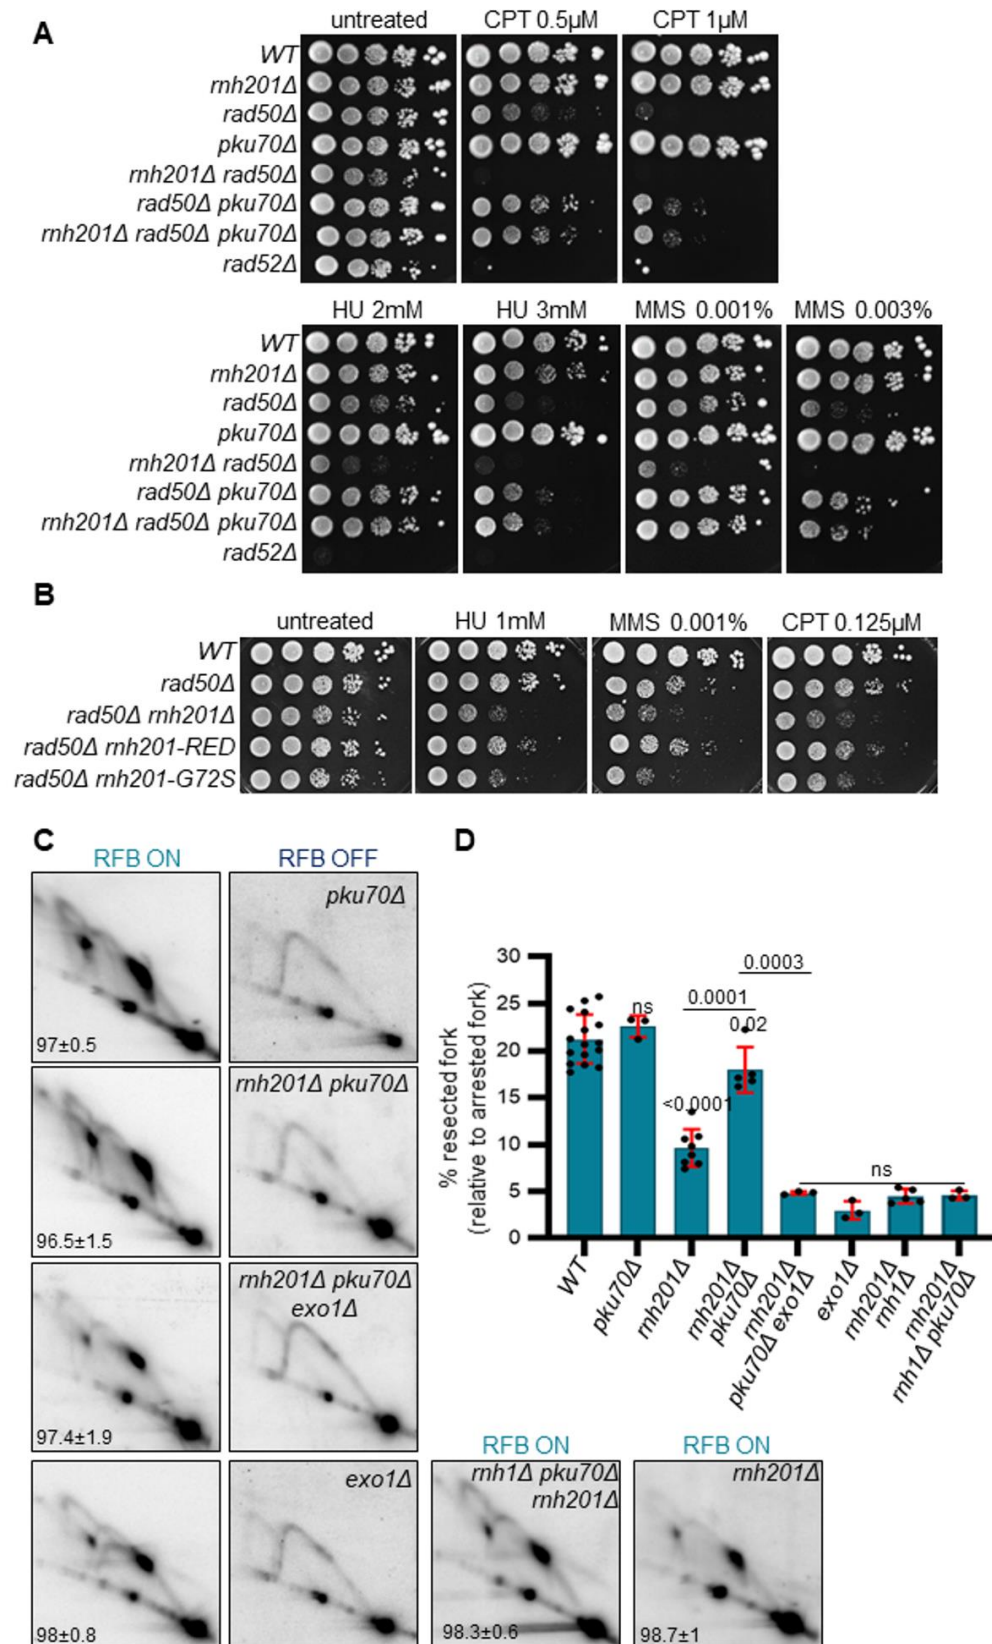 A
untreated
CPT 0.5µM
CPT 1µM
WT
rnh201Δ
rad50Δ
pku70Δ
rnh201Δ rad50Δ
rad50Δ pku70Δ
rnh201Δ rad50Δ pku70Δ
rad52Δ
HU 2mM
HU 3mM
MMS 0.001%
MMS 0.003%
WT
rnh201Δ
rad50Δ
pku70Δ
rnh201Δ rad50Δ
rad50Δ pku70Δ
rnh201Δ rad50Δ pku70Δ
rad52Δ
B
untreated
HU 1mM
MMS 0.001%
CPT 0.125µM
WT
rad50Δ
rad50Δ rnh201Δ
rad50Δ rnh201-RED
rad50Δ rnh201-G72S
C
RFB ON
RFB OFF
pku70Δ
97±0.5
rnh201Δ pku70Δ
96.5±1.5
rnh201Δ pku70Δ
exo1Δ
97.4±1.9
exo1Δ
98±0.8
RFB ON
rnh1Δ pku70Δ
rnh201Δ
98.3±0.6
RFB ON
rnh201Δ
98.7±1
D
% resected fork
(relative to arrested fork)
30
25
20
15
10
5
0
ns
<0.0001
0.0001
0.02
0.0003
ns
WT
pku70Δ
rnh201Δ
rnh201Δ
pku70Δ
rnh201Δ
pku70Δ exo1Δ
exo1Δ
rnh201Δ
rnh1Δ
rnh201Δ
rnh1Δ pku70Δ